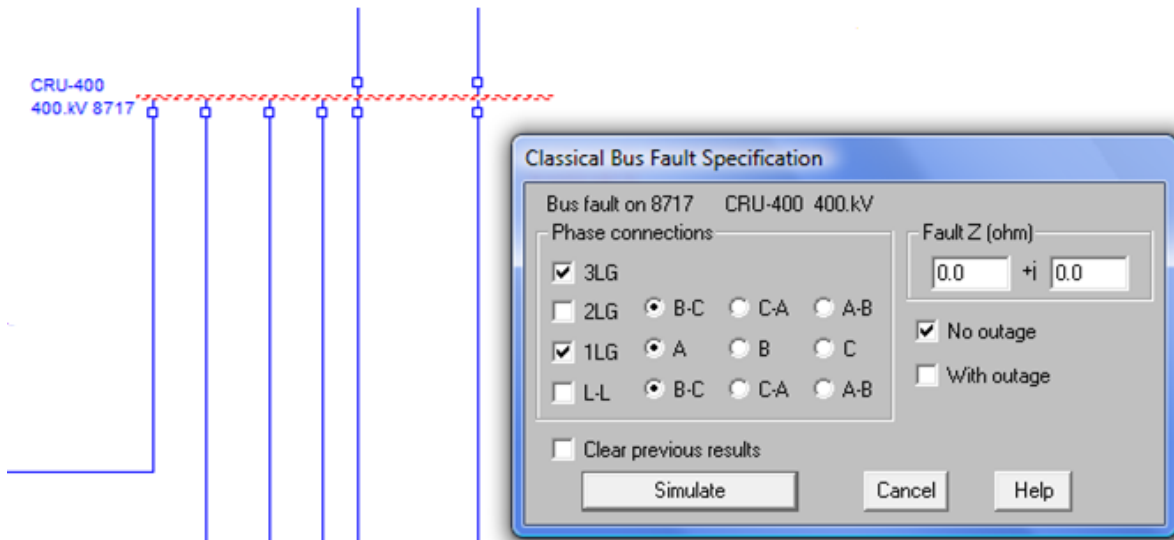 CRU-400
400.kV 8717
Classical Bus Fault Specification
Bus fault on 8717 CRU-400 400.kV
Phase connections
3LG
2LG B-C C-A A-B
1LG A B C
L-L B-C C-A A-B
Fault Z (ohm)
0.0 +i 0.0
No outage
With outage
Clear previous results
Simulate Cancel Help